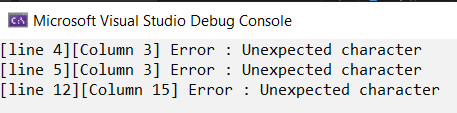 Microsoft Visual Studio Debug Console
[line 4][Column 3] Error : Unexpected character
[line 5][Column 3] Error : Unexpected character
[line 12][Column 15] Error : Unexpected character